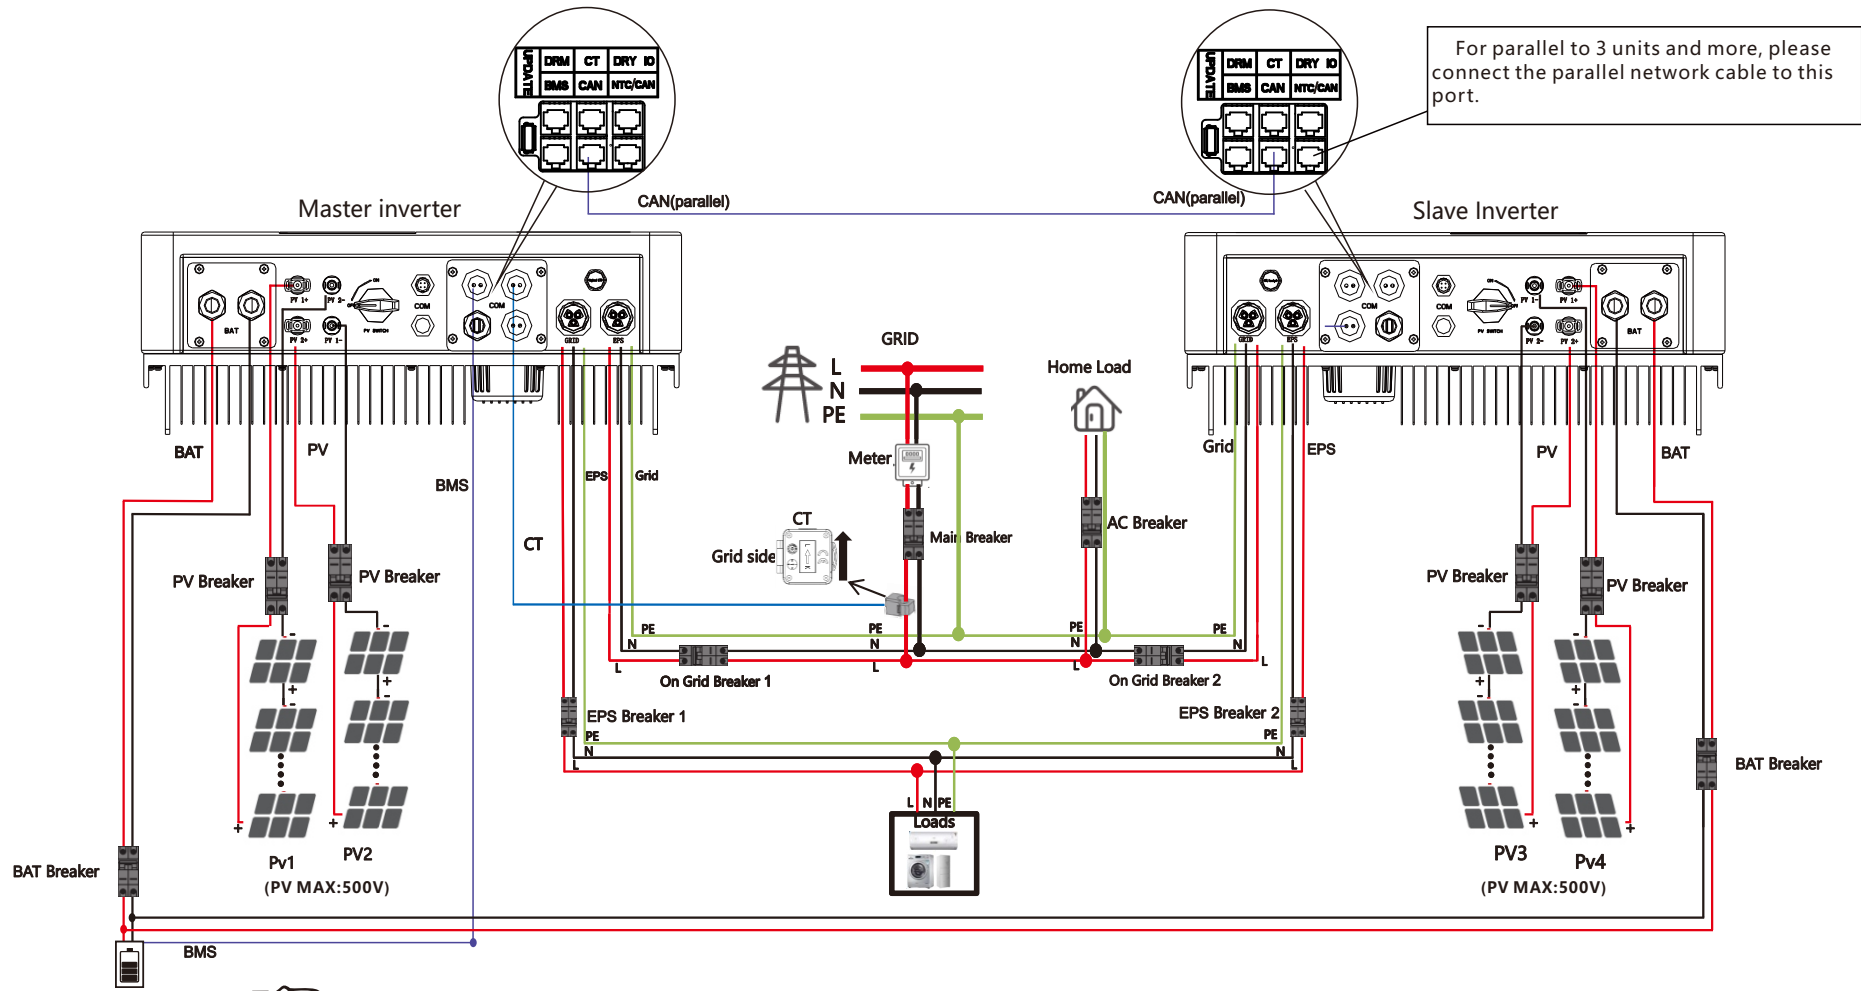 UPDATE
DRM CT DRY IO
BMS CAN NTC/CAN
UPDATE
DRM CT DRY IO
BMS CAN NTC/CAN
For parallel to 3 units and more, please
connect the parallel network cable to this
port.
CAN(parallel)
CAN(parallel)
Master inverter
Slave Inverter
BAT
PV 1+
PV 2-
PV 2+
PV 1-
ON
OFF
PV SWITCH
COM
COM
GRID
EPS
GRID
EPS
COM
COM
ON
PV SWITCH
PV 1-
PV 1+
PV 2-
PV 2+
BAT
GRID
L
N
PE
Home Load
BAT
PV
BMS
EPS
Grid
Meter
Grid
EPS
PV
BAT
CT
CT
Grid side
Main Breaker
AC Breaker
PV Breaker
PV Breaker
PV Breaker
PV Breaker
PE
N
L
PE
N
L
PE
N
L
PE
N
L
On Grid Breaker 1
On Grid Breaker 2
EPS Breaker 1
EPS Breaker 2
PE
N
L
PE
N
L
-
+
-
-
+
-
+
+
-
+
-
-
+
-
+
+
L N PE
Loads
Pv1
PV2
(PV MAX:500V)
PV3
Pv4
(PV MAX:500V)
BAT Breaker
BAT Breaker
BMS